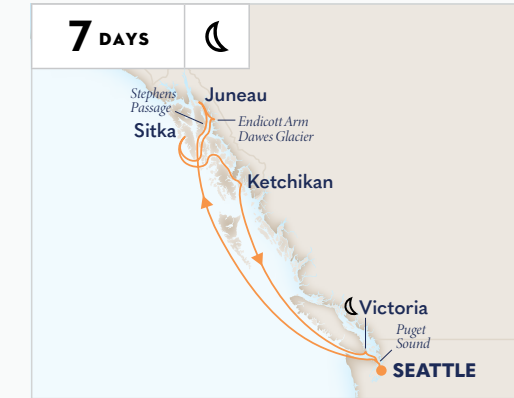 7 DAYS
Stephens
Passage
Juneau
Endicott Arm
Dawes Glacier
Sitka
Ketchikan
Victoria
Puget
Sound
SEATTLE